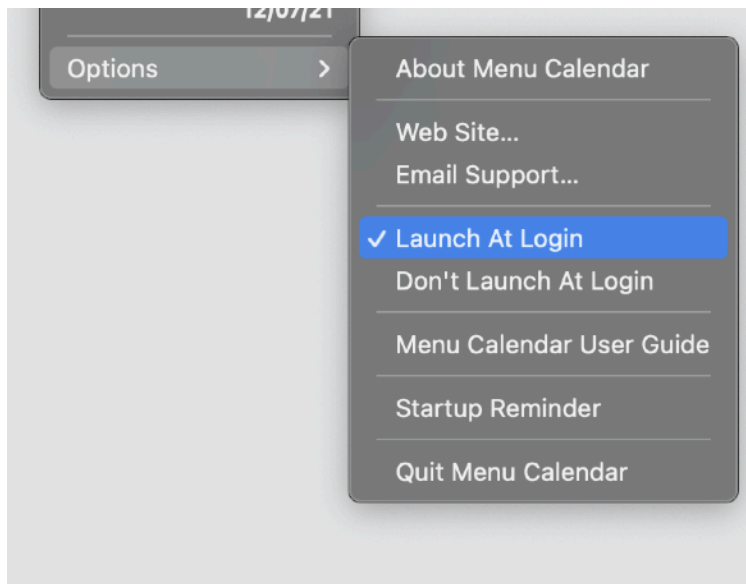 12/07/21
Options
About Menu Calendar
Web Site...
Email Support...
✓ Launch At Login
Don't Launch At Login
Menu Calendar User Guide
Startup Reminder
Quit Menu Calendar